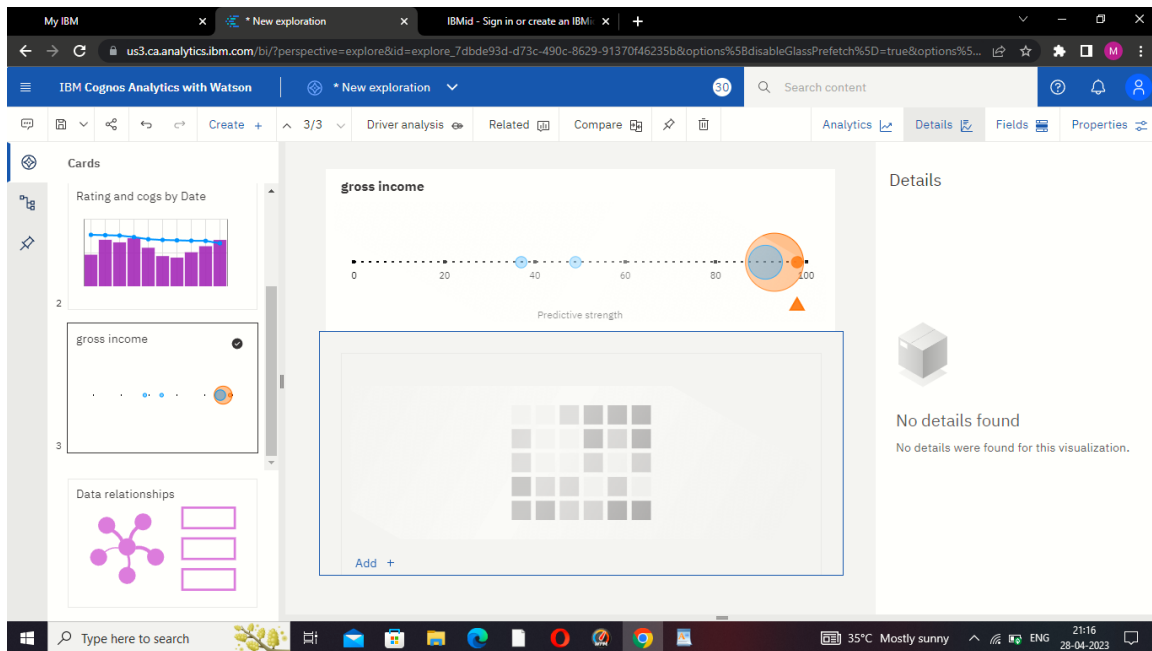 My IBM
* New exploration
IBMid - Sign in or create an IBMi
us3.ca.analytics.ibm.com/bi/?perspective=explore&id=explore_7dbde93d-d73c-490c-8629-91370f46235b&options%5BdisableGlassPrefetch%5D=true&options%5...
M
IBM Cognos Analytics with Watson
* New exploration
30
Search content
Create +
3/3
Driver analysis
Related
Compare
Analytics
Details
Fields
Properties
Cards
Rating and cogs by Date
2
gross income
3
Data relationships
gross income
0 20 40 60 80 100
Predictive strength
Add +
Details
No details found
No details were found for this visualization.
Type here to search
35°C Mostly sunny
ENG
21:16
28-04-2023